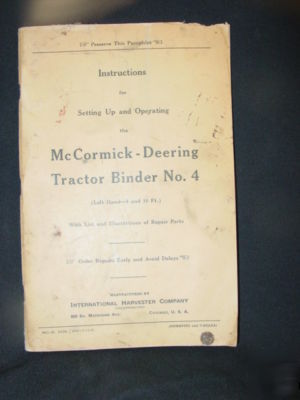 Preserve This Pamphlet
Instructions
for
Setting Up and Operating
the
McCormick-Deering
Tractor Binder No. 4
(Left Hand—8 and 10 Ft.)
With List and Illustrations of Repair Parts
Order Repairs Early and Avoid Delays
MANUFACTURED BY
INTERNATIONAL HARVESTER COMPANY
606 So. Michigan Ave. Chicago, U. S. A.